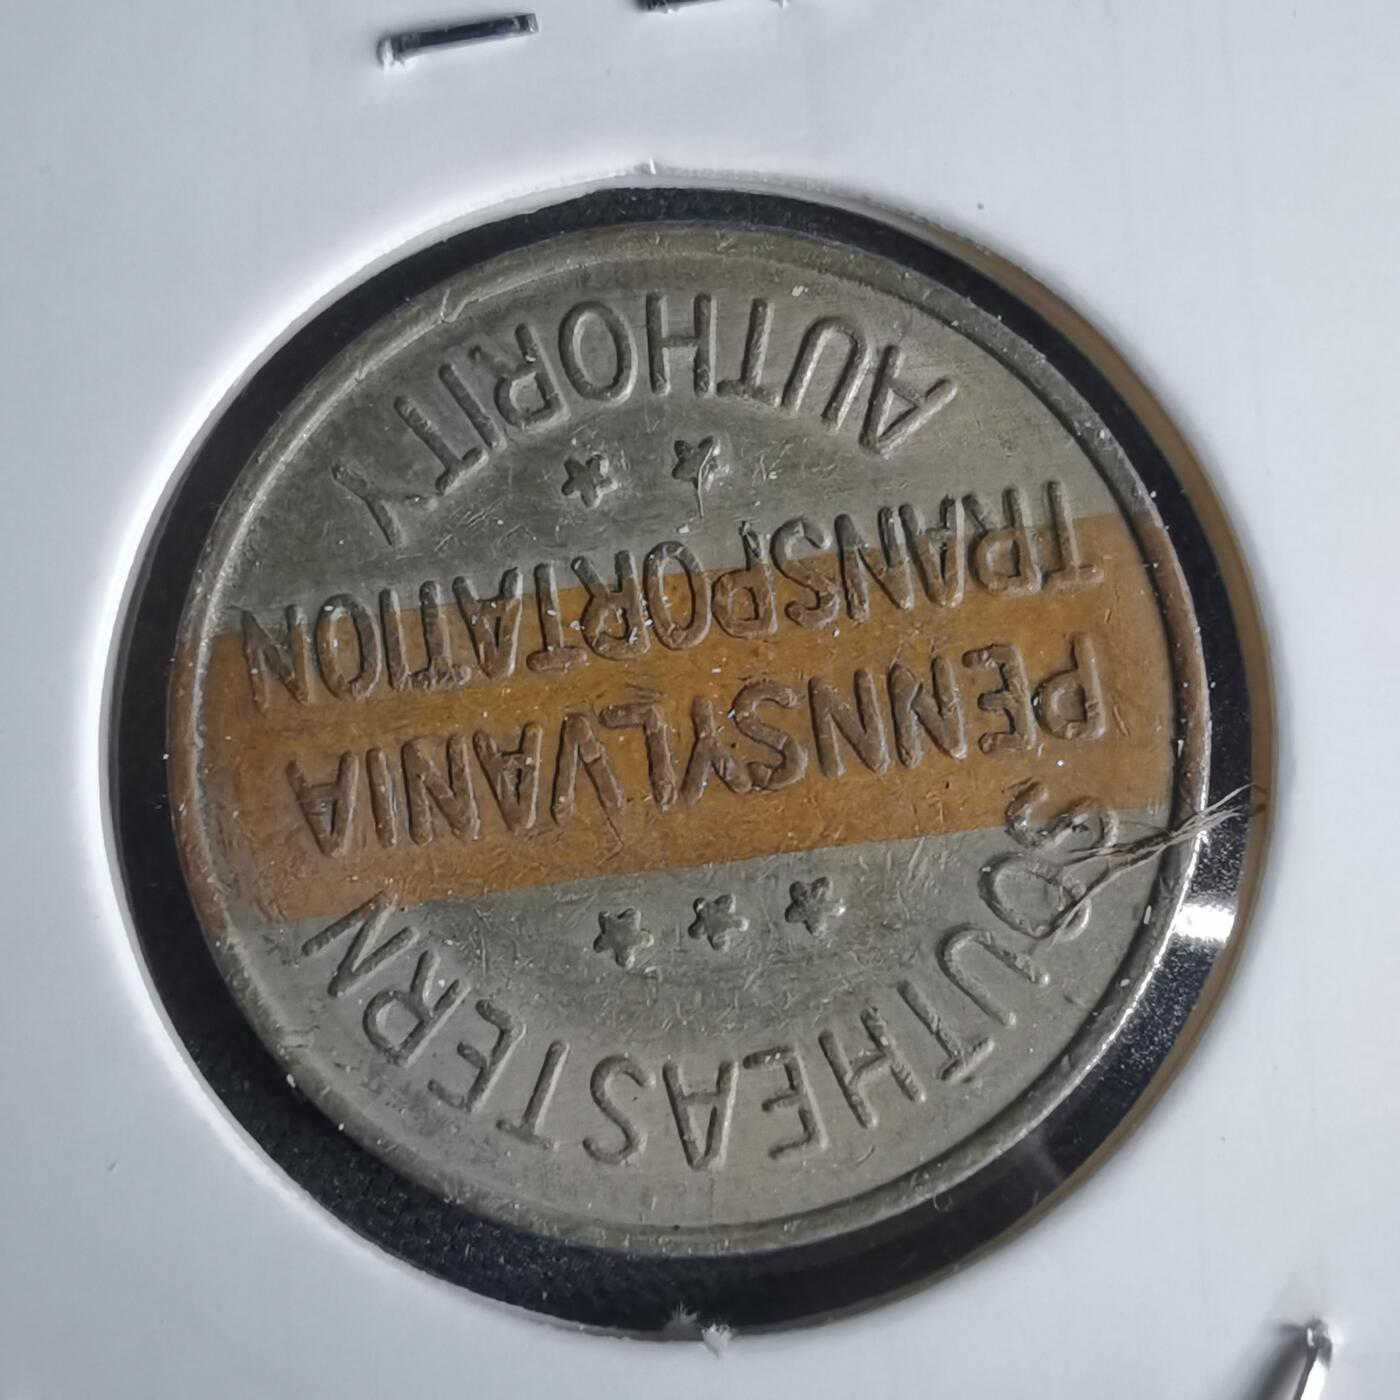 SOUTHEASTERN
PENNSYLVANIA
TRANSPORTATION
AUTHORITY